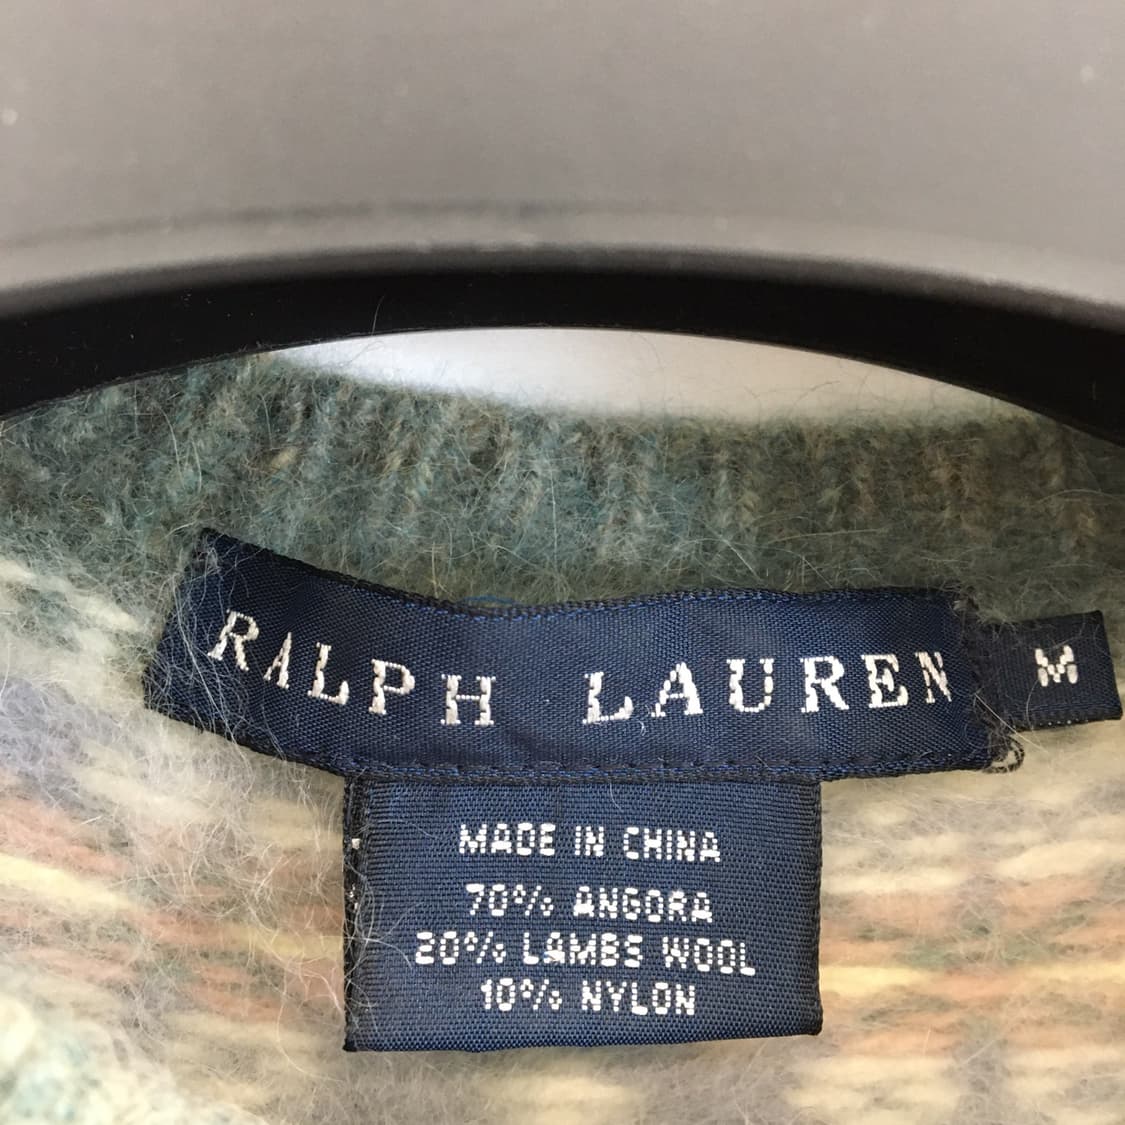 RALPH LAUREN M
MADE IN CHINA
70% ANGORA
20% LAMBS WOOL
10% NYLON